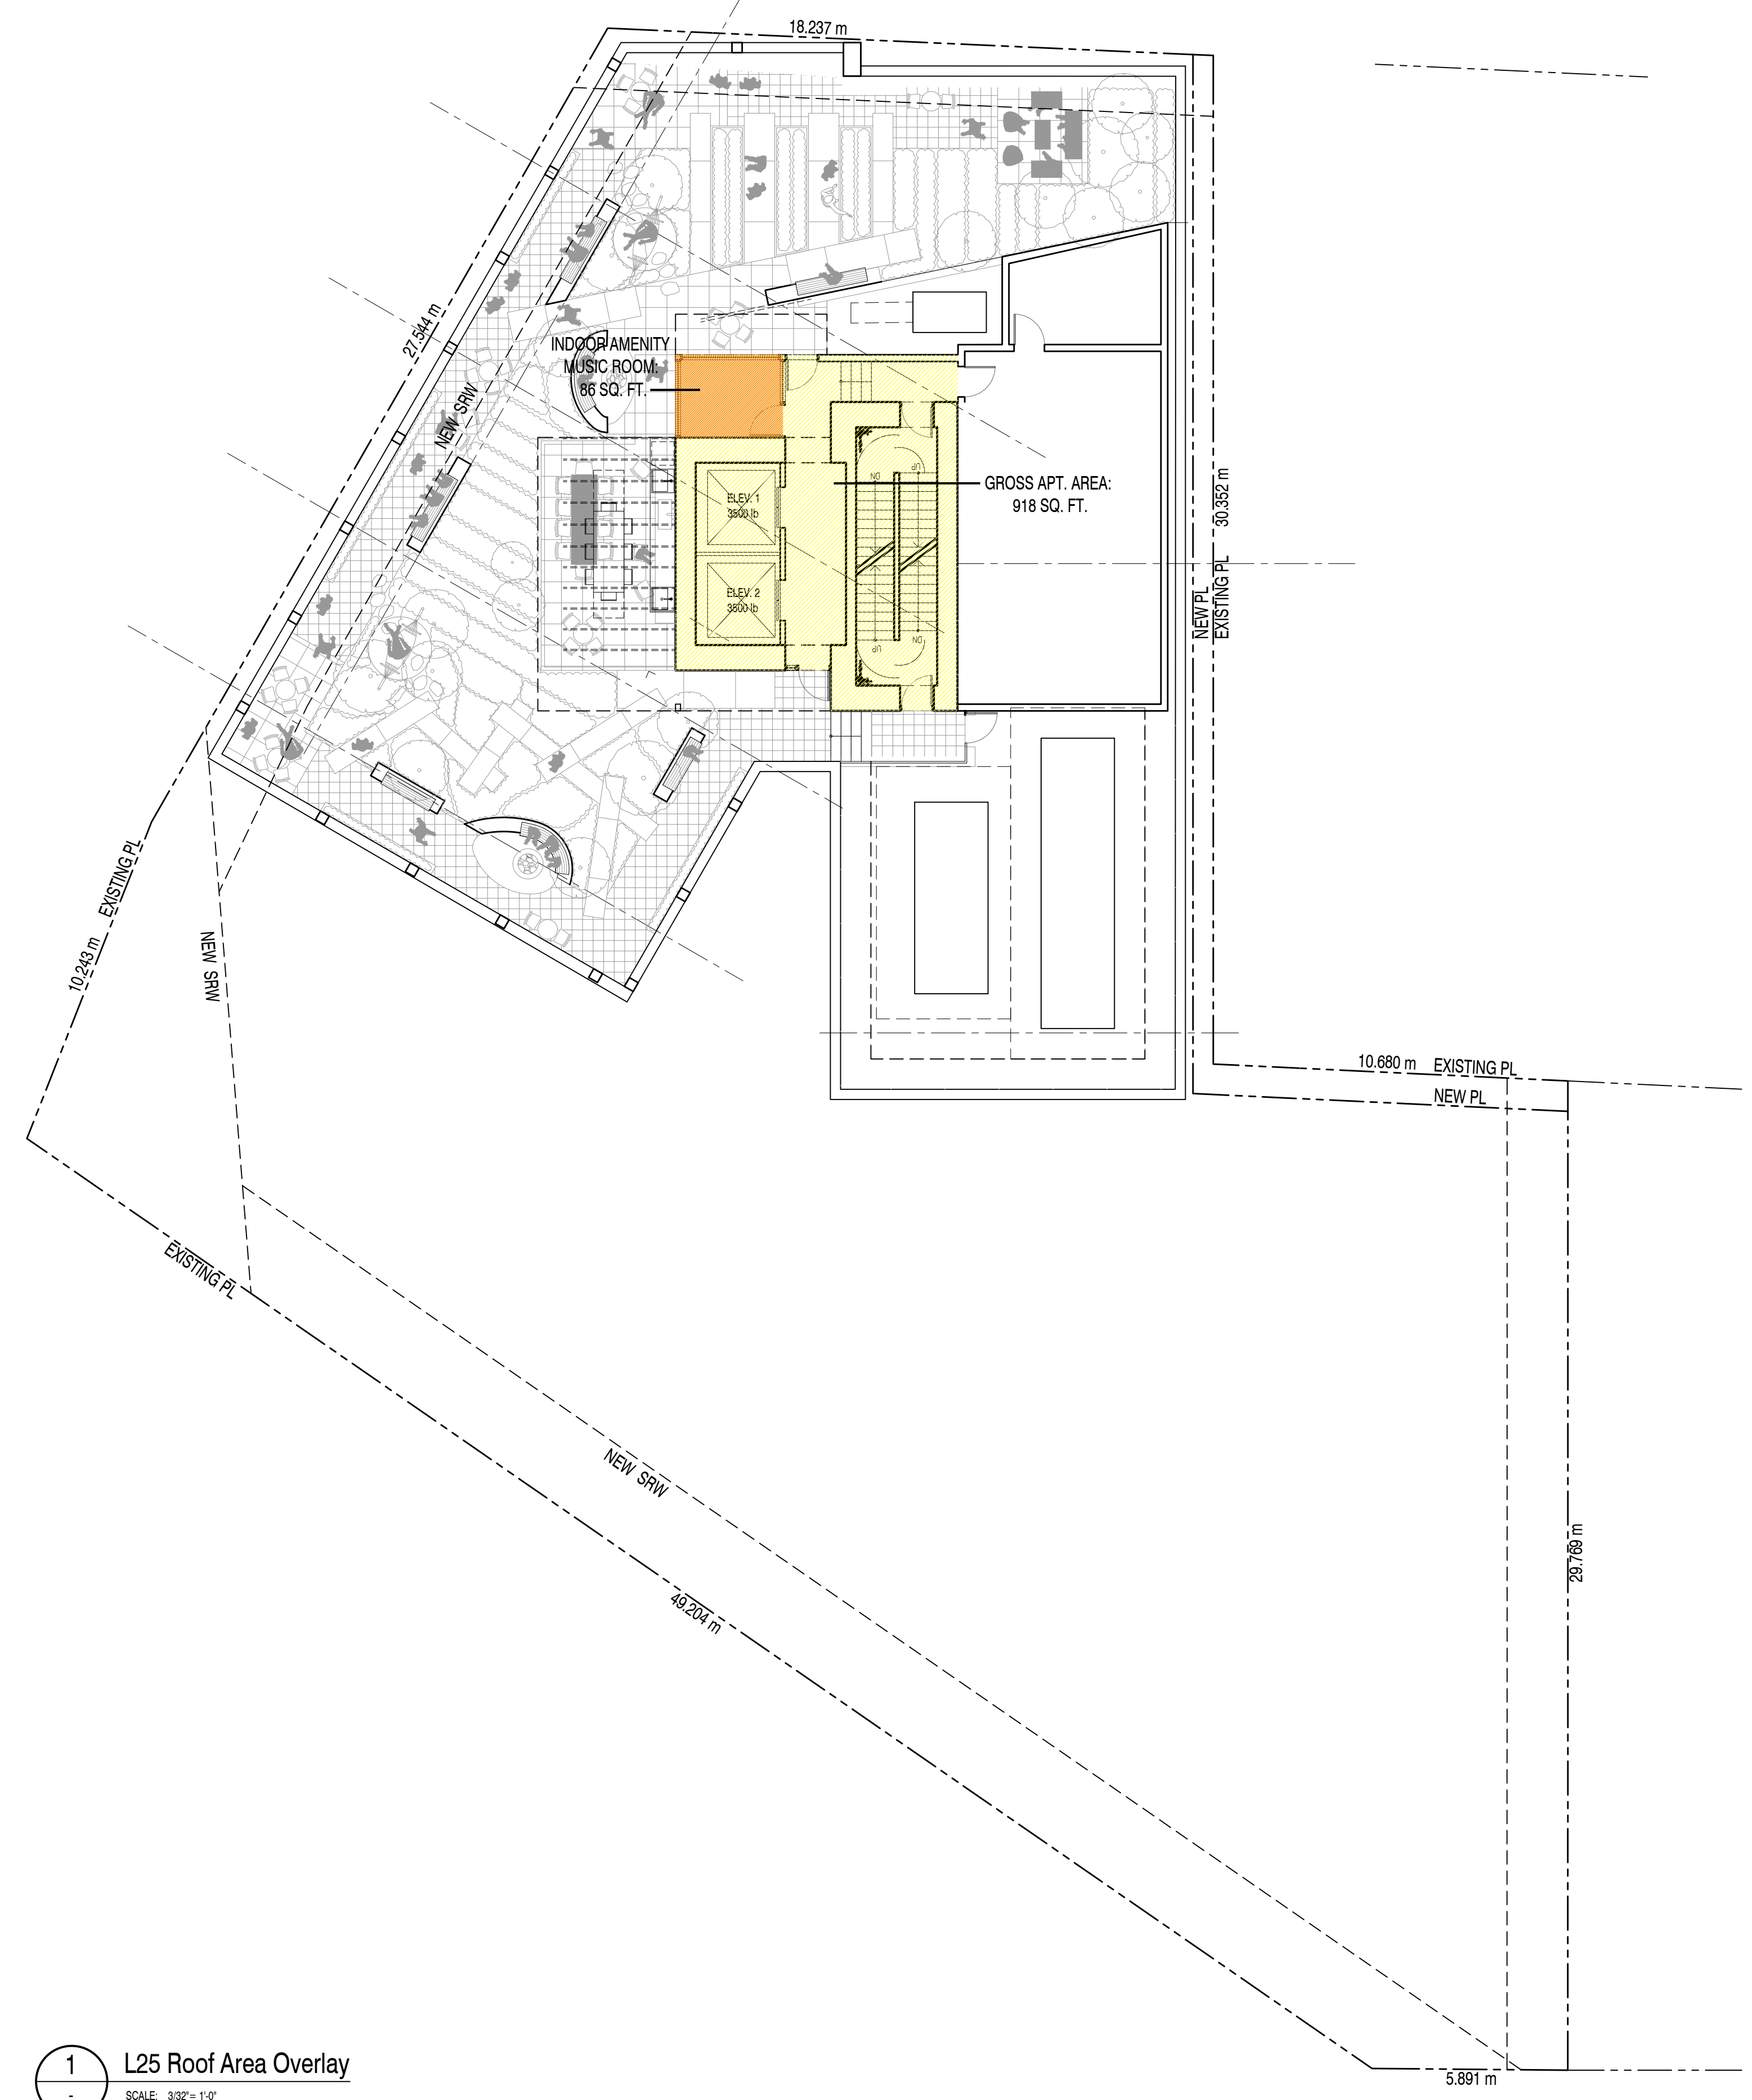 18.237 m
27.544 m
NEW SRW
INDOOR AMENITY
MUSIC ROOM:
86 SQ. FT.
GROSS APT. AREA:
918 SQ. FT.
ELEV. 1
3500 lb
ELEV. 2
3500 lb
DN
UP
UP
DN
NEW PL
EXISTING PL
30.352 m
10.243 m
EXISTING PL
NEW SRW
10.680 m EXISTING PL
NEW PL
EXISTING PL
NEW SRW
49.204 m
29.769 m
5.891 m
1
-
L25 Roof Area Overlay
SCALE: 3/32"= 1'-0"